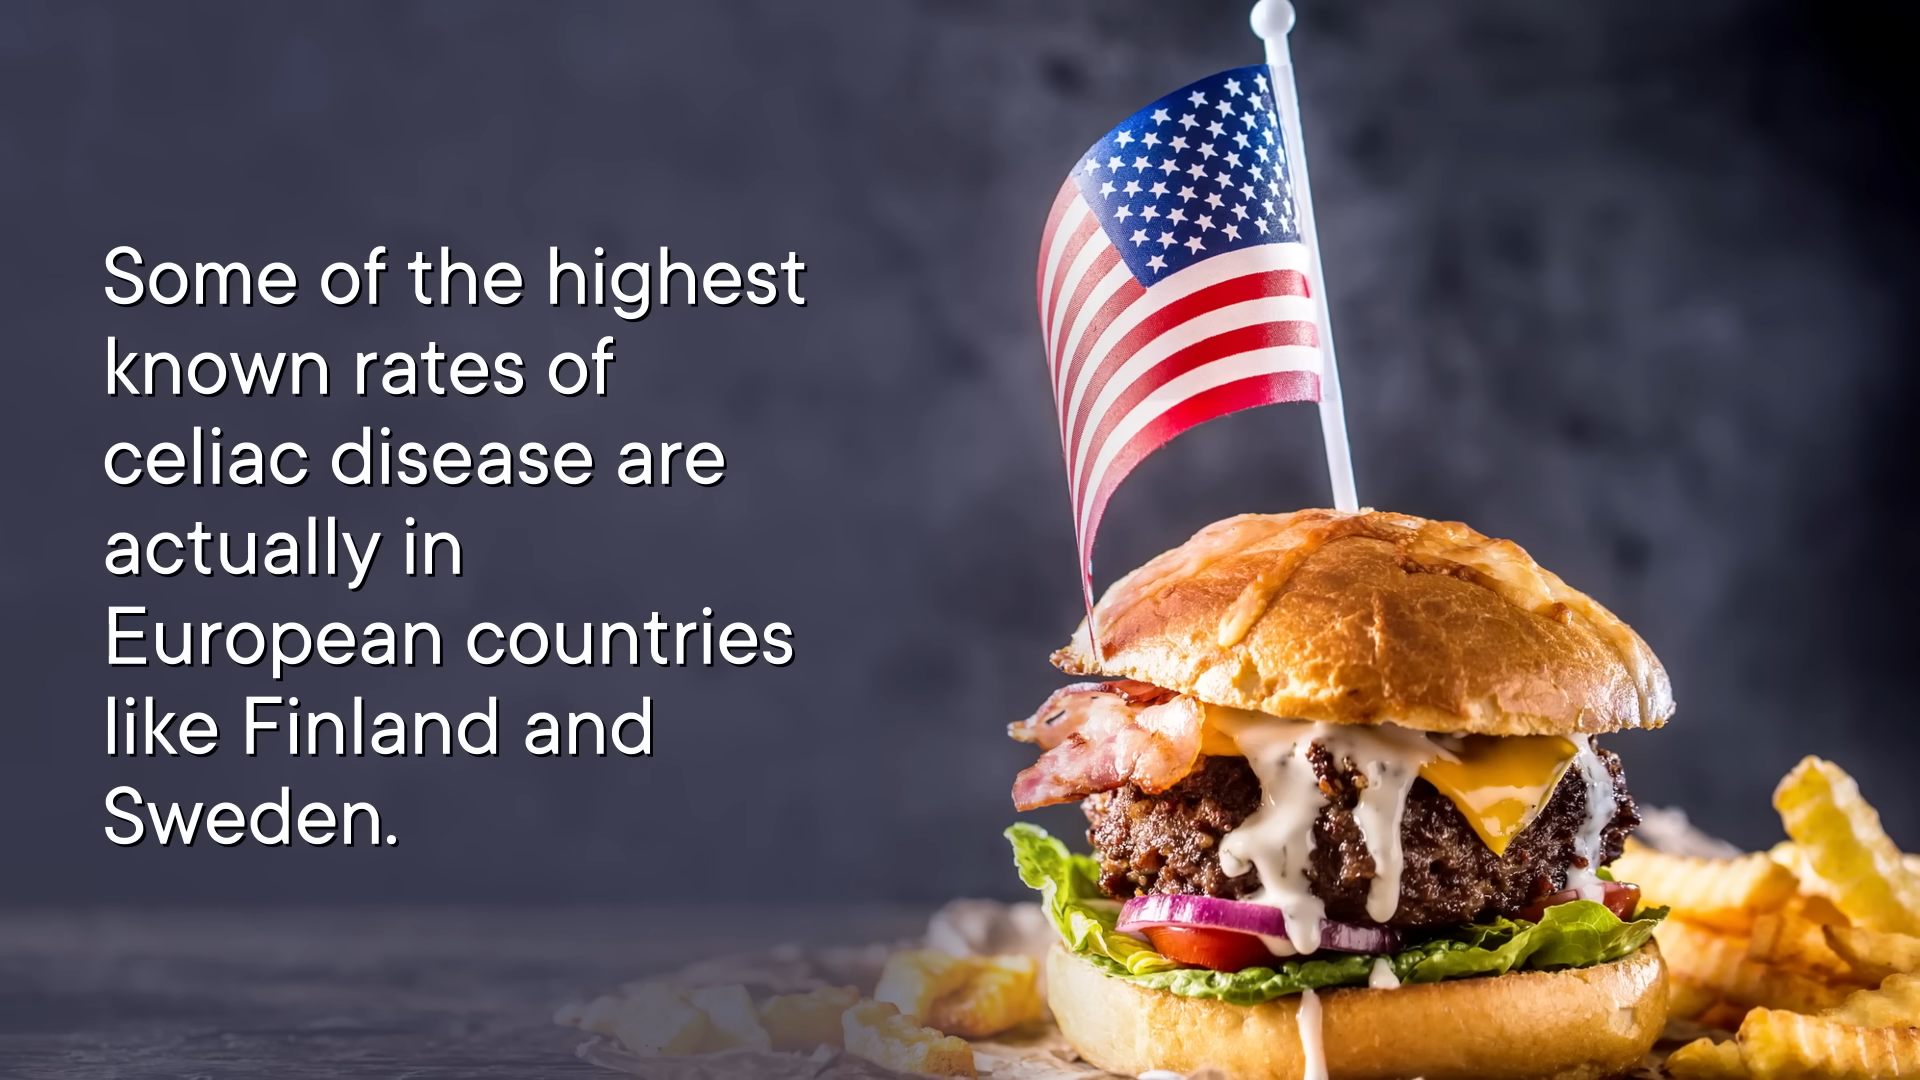 Some of the highest
known rates of
celiac disease are
actually in
European countries
like Finland and
Sweden.